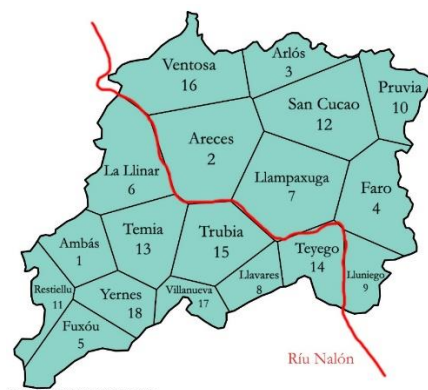 Ventosa
16
Arlós
3
Pruvia
10
San Cucao
12
Areces
2
La Llinar
6
Llampaxuga
7
Faro
4
Temia
13
Trubia
15
Ambás
1
Teyego
14
Lluniego
9
Llavares
8
Restiellu
11
Yernes
18
Villanueva
17
Fuxóu
5
Ríu Nalón